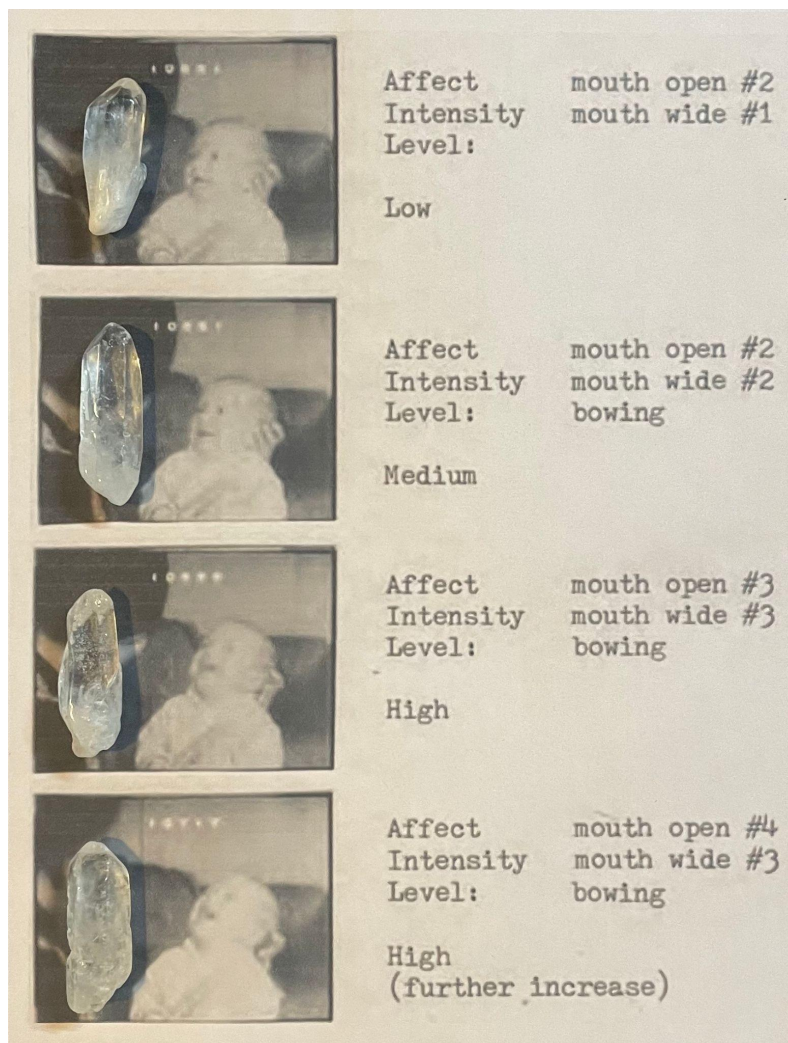 Affect mouth open #2
Intensity mouth wide #1
Level:
Low
Affect mouth open #2
Intensity mouth wide #2
Level: bowing
Medium
Affect mouth open #3
Intensity mouth wide #3
Level: bowing
High
Affect mouth open #4
Intensity mouth wide #3
Level: bowing
High
(further increase)